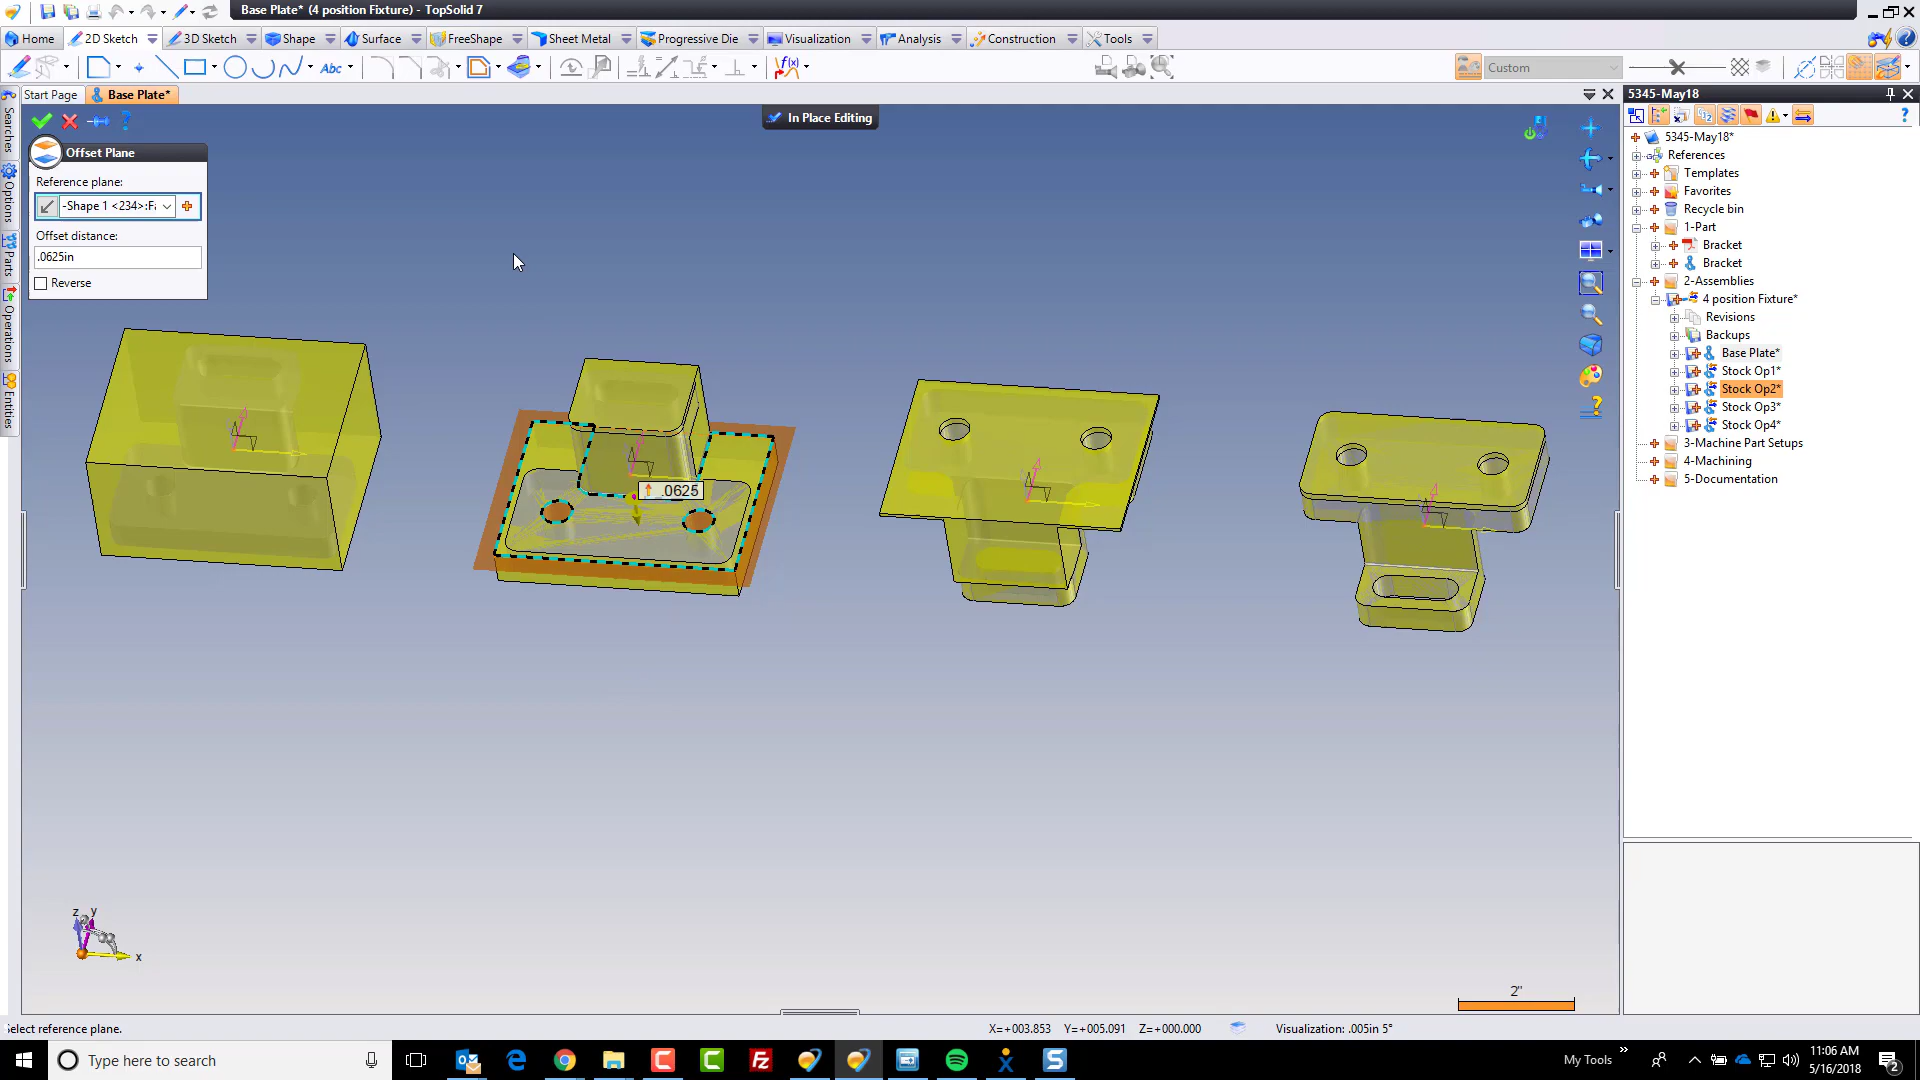 Base Plate* (4 position Fixture) - TopSolid 7
Home
2D Sketch
3D Sketch
Shape
Surface
FreeShape
Sheet Metal
Progressive Die
Visualization
Analysis
Construction
Tools
Abc
f(x)
Custom
Start Page
Base Plate*
In Place Editing
Searches
Options
Parts
Operations
Entities
Offset Plane
Reference plane:
-Shape 1 <234>:Fa
Offset distance:
.0625in
Reverse
.0625
5345-May18
5345-May18*
References
Templates
Favorites
Recycle bin
1-Part
Bracket
Bracket
2-Assemblies
4 position Fixture*
Revisions
Backups
Base Plate*
Stock Op1*
Stock Op2*
Stock Op3*
Stock Op4*
3-Machine Part Setups
4-Machining
5-Documentation
z y
x
2"
Select reference plane.
X=+003.853 Y=+005.091 Z=+000.000
Visualization: .005in 5°
Type here to search
My Tools
11:06 AM
5/16/2018
2